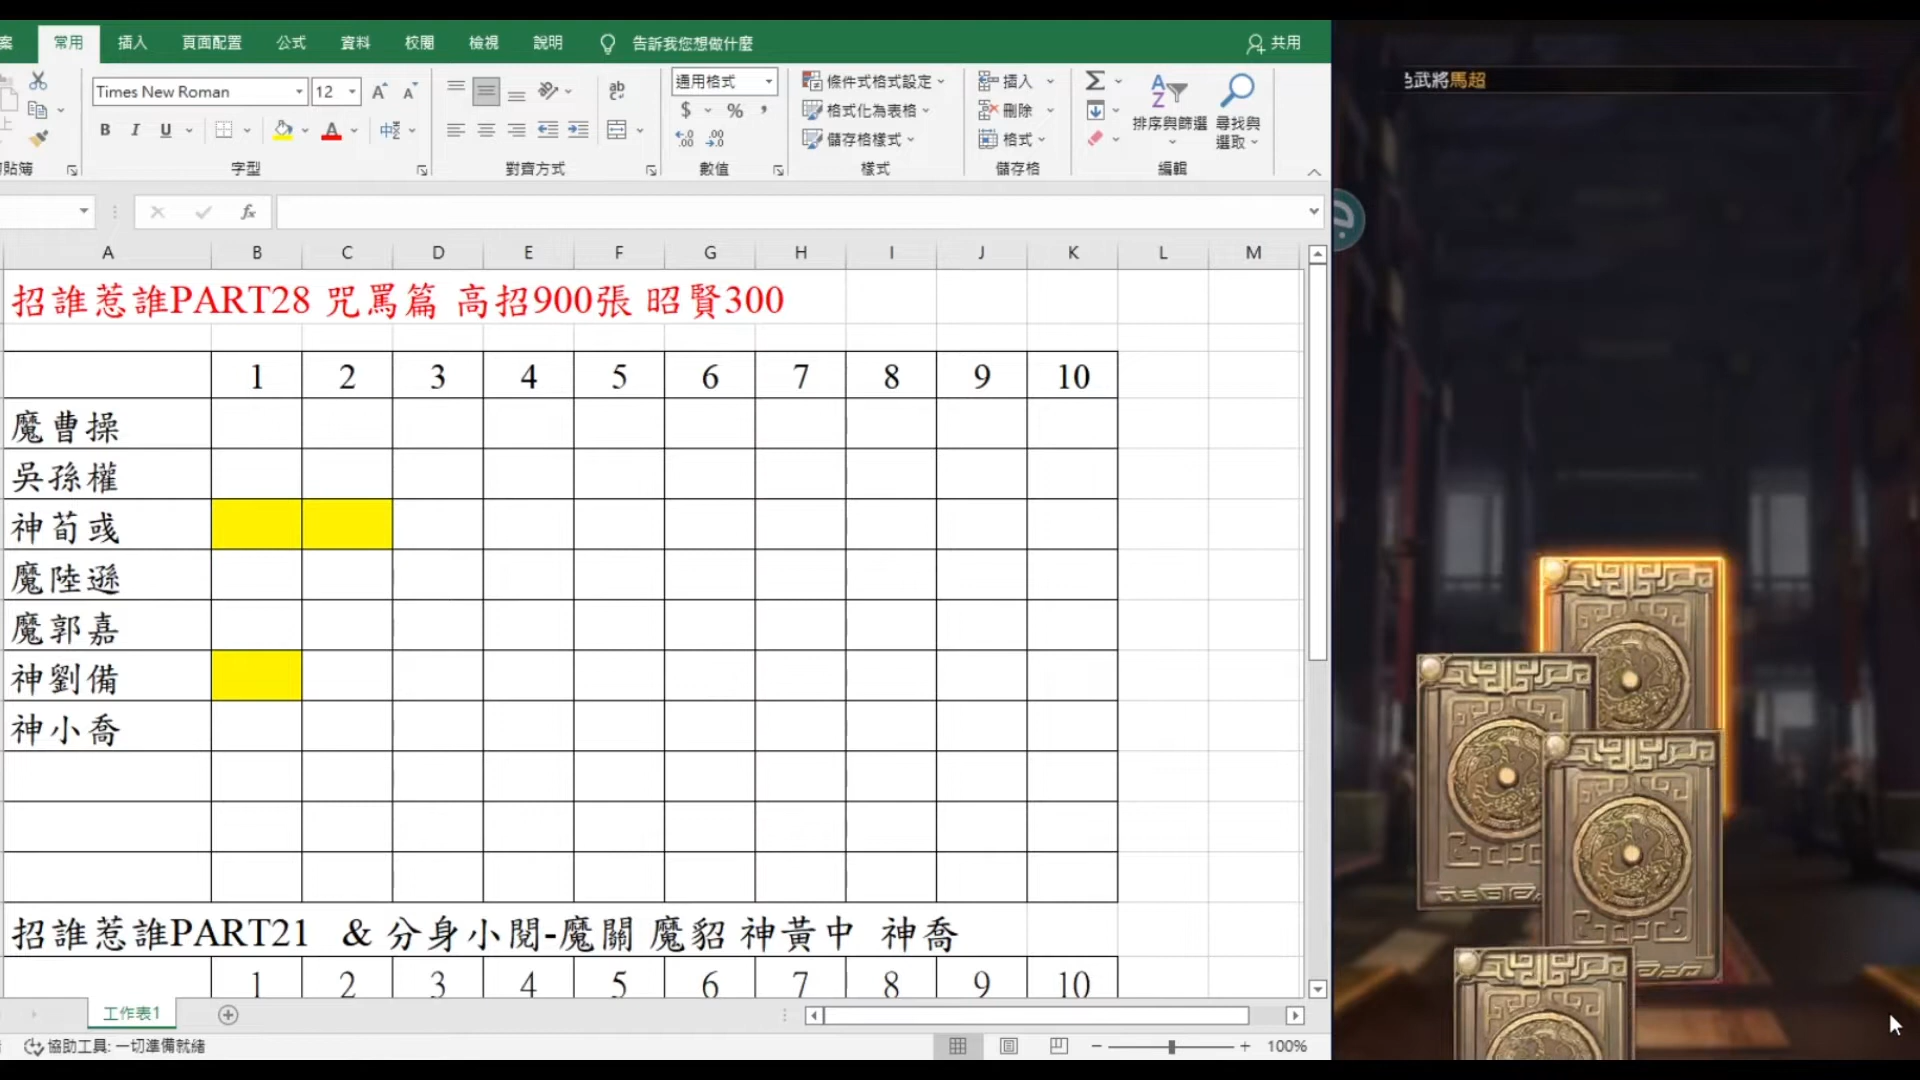 案 常用 插入 頁面配置 公式 資料 校閱 檢視 說明 告訴我您想做什麼 共用
Times New Roman 12 A A 通用格式 條件式格式設定 插入 Σ
B I U A $ % , 格式化為表格 刪除 排序與篩選 尋找與選取
儲存格樣式 格式
剪貼簿 字型 對齊方式 數值 樣式 儲存格 編輯
fx
A B C D E F G H I J K L M
招誰惹誰PART28 咒罵篇 高招900張 昭賢300
1 2 3 4 5 6 7 8 9 10
魔曹操
吳孫權
神荀彧
魔陸遜
魔郭嘉
神劉備
神小喬
招誰惹誰PART21 & 分身小閔-魔關 魔貂 神黃中 神喬
1 2 3 4 5 6 7 8 9 10
工作表1
協助工具: 一切準備就緒 100%
武將馬超